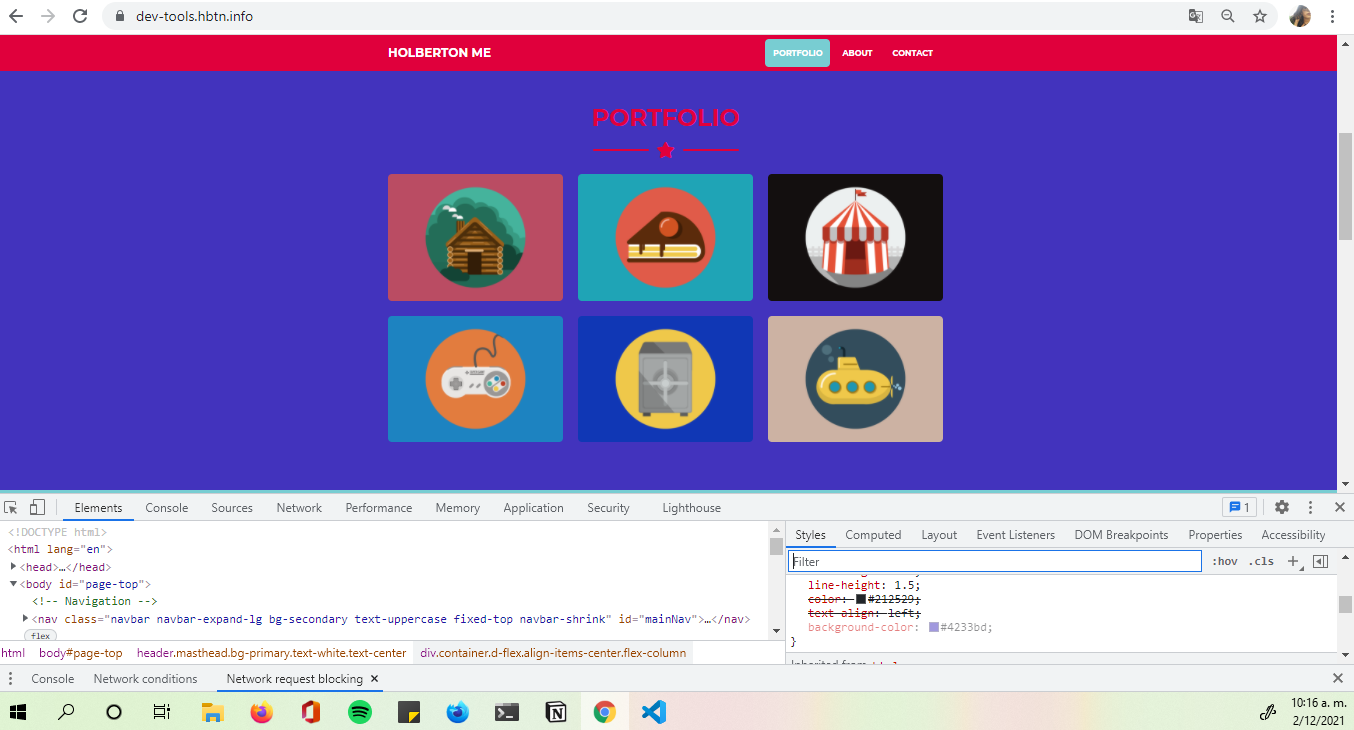 dev-tools.hbtn.info
HOLBERTON ME PORTFOLIO ABOUT CONTACT
PORTFOLIO
Elements Console Sources Network Performance Memory Application Security Lighthouse 1
<!DOCTYPE html>
<html lang="en">
<head>…</head>
<body id="page-top">
<!-- Navigation -->
<nav class="navbar navbar-expand-lg bg-secondary text-uppercase fixed-top navbar-shrink" id="mainNav">…</nav>
flex
html body#page-top header.masthead.bg-primary.text-white.text-center div.container.d-flex.align-items-center.flex-column
Styles Computed Layout Event Listeners DOM Breakpoints Properties Accessibility
Filter :hov .cls
line-height: 1.5;
color: #212529;
text-align: left;
background-color: #4233bd;
}
Inherited from html
Console Network conditions Network request blocking
10:16 a. m.
2/12/2021